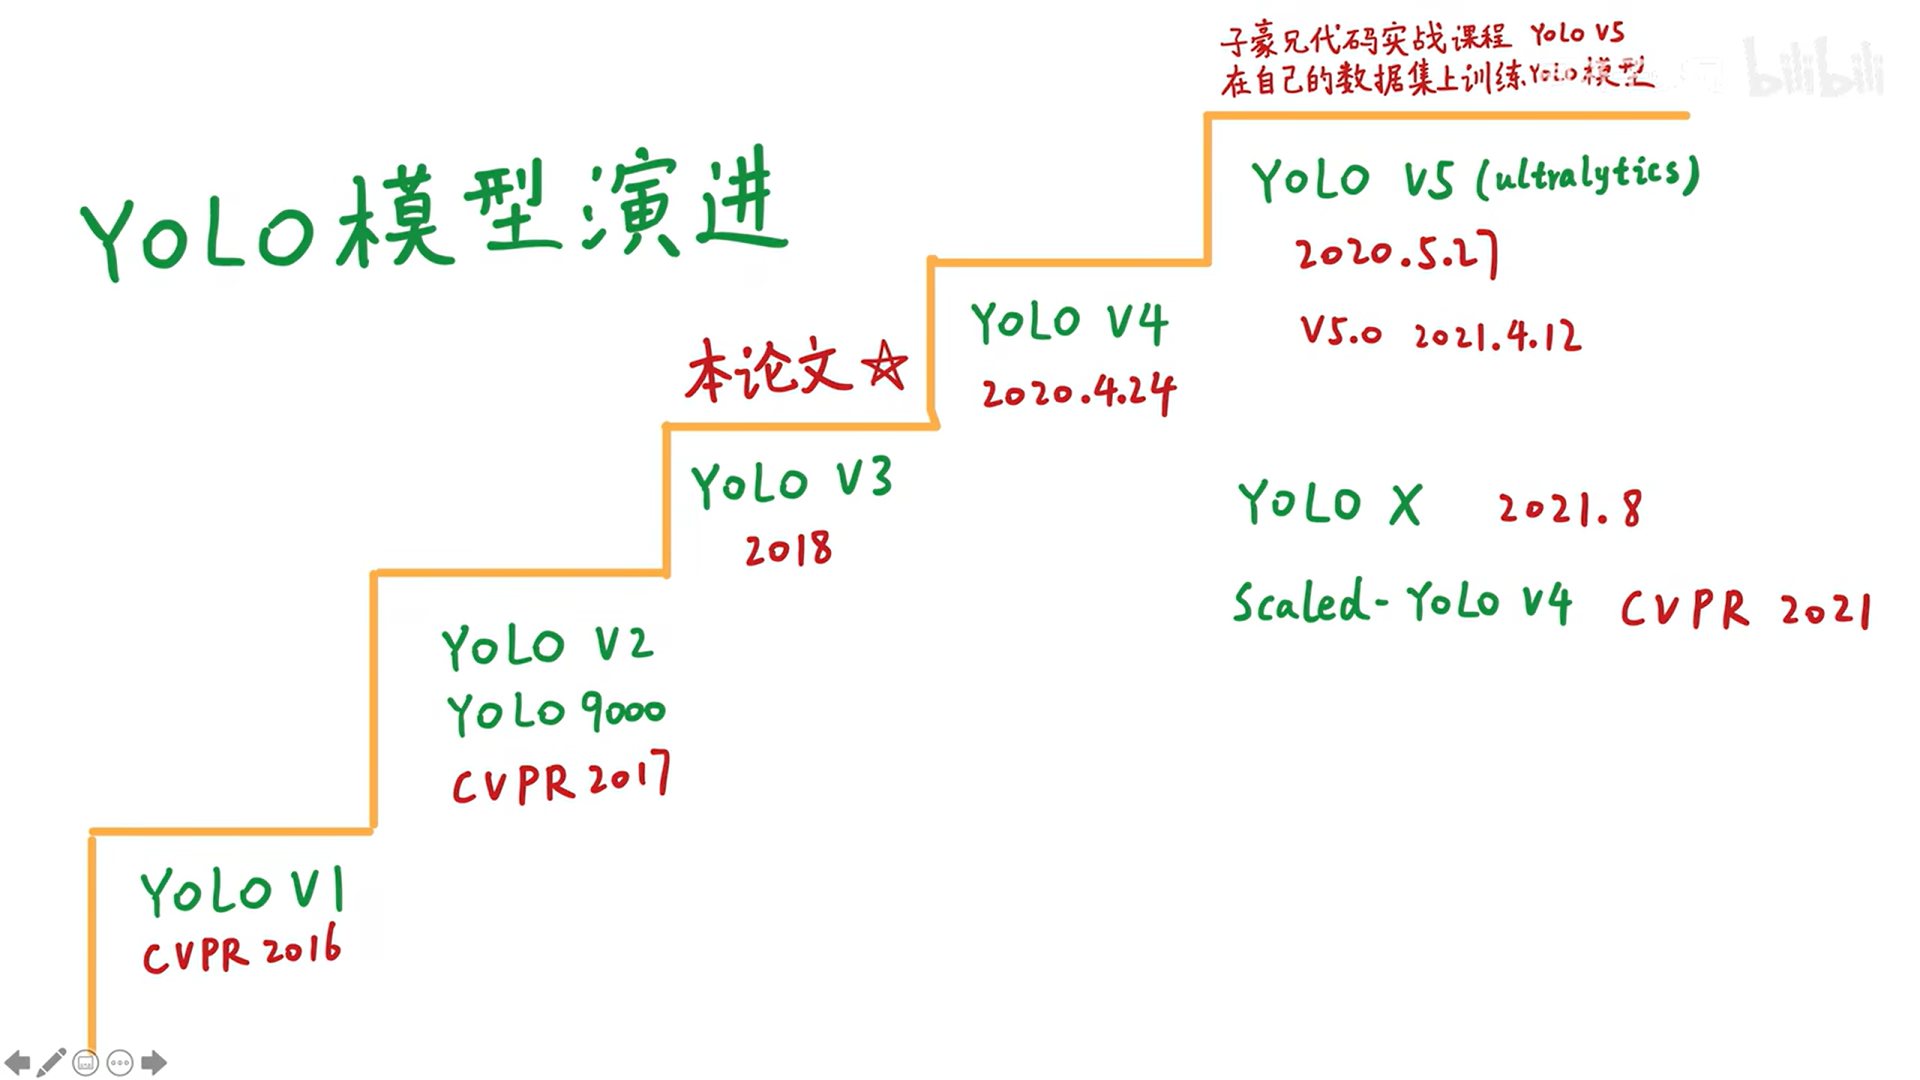 子豪兄代码实战课程 YOLO V5
在自己的数据集上训练YOLO模型
bilibili
YOLO模型演进
YOLO V5 (ultralytics)
2020.5.27
V5.0 2021.4.12
YOLO V4
2020.4.24
本论文☆
YOLO V3
2018
YOLO X 2021.8
Scaled-YOLO V4 CVPR 2021
YOLO V2
YOLO 9000
CVPR 2017
YOLO V1
CVPR 2016